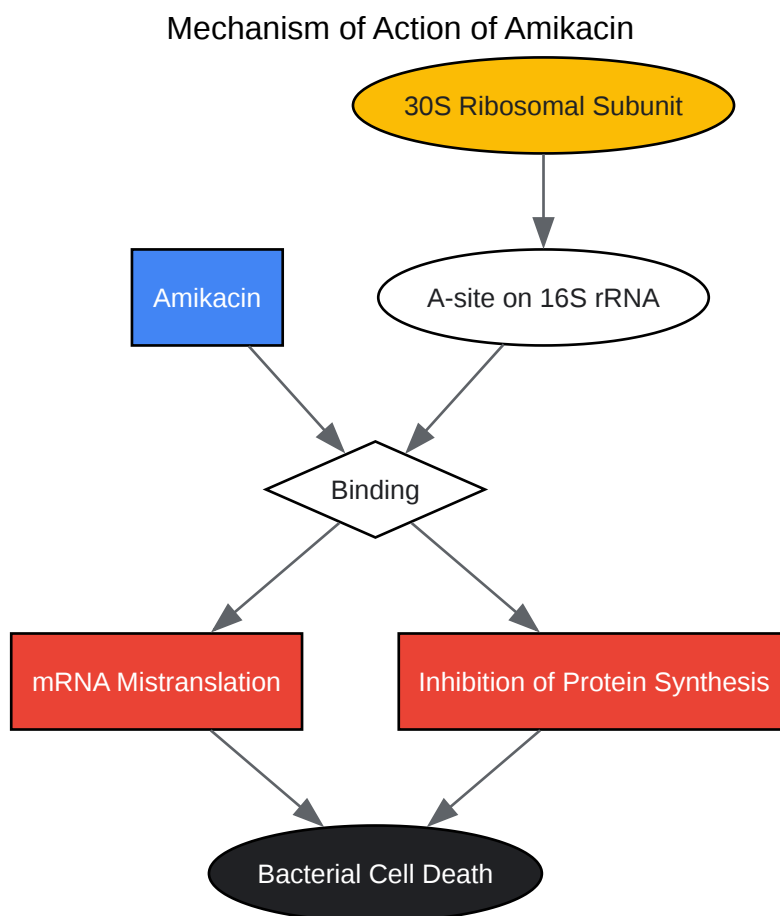 Mechanism of Action of Amikacin
30S Ribosomal Subunit
Amikacin
A-site on 16S rRNA
Binding
mRNA Mistranslation
Inhibition of Protein Synthesis
Bacterial Cell Death